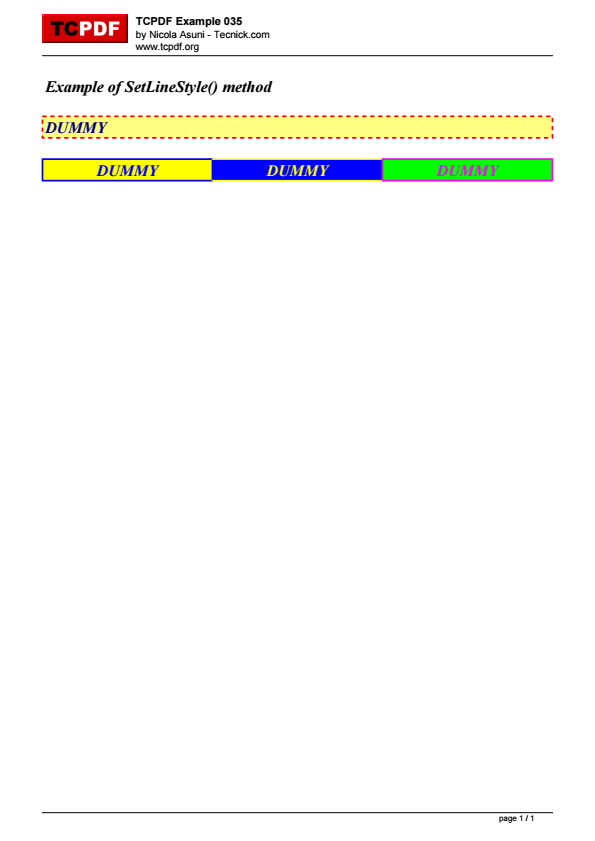 TCPDF
TCPDF Example 035
by Nicola Asuni - Tecnick.com
www.tcpdf.org
Example of SetLineStyle() method
DUMMY
DUMMY DUMMY DUMMY
page 1 / 1